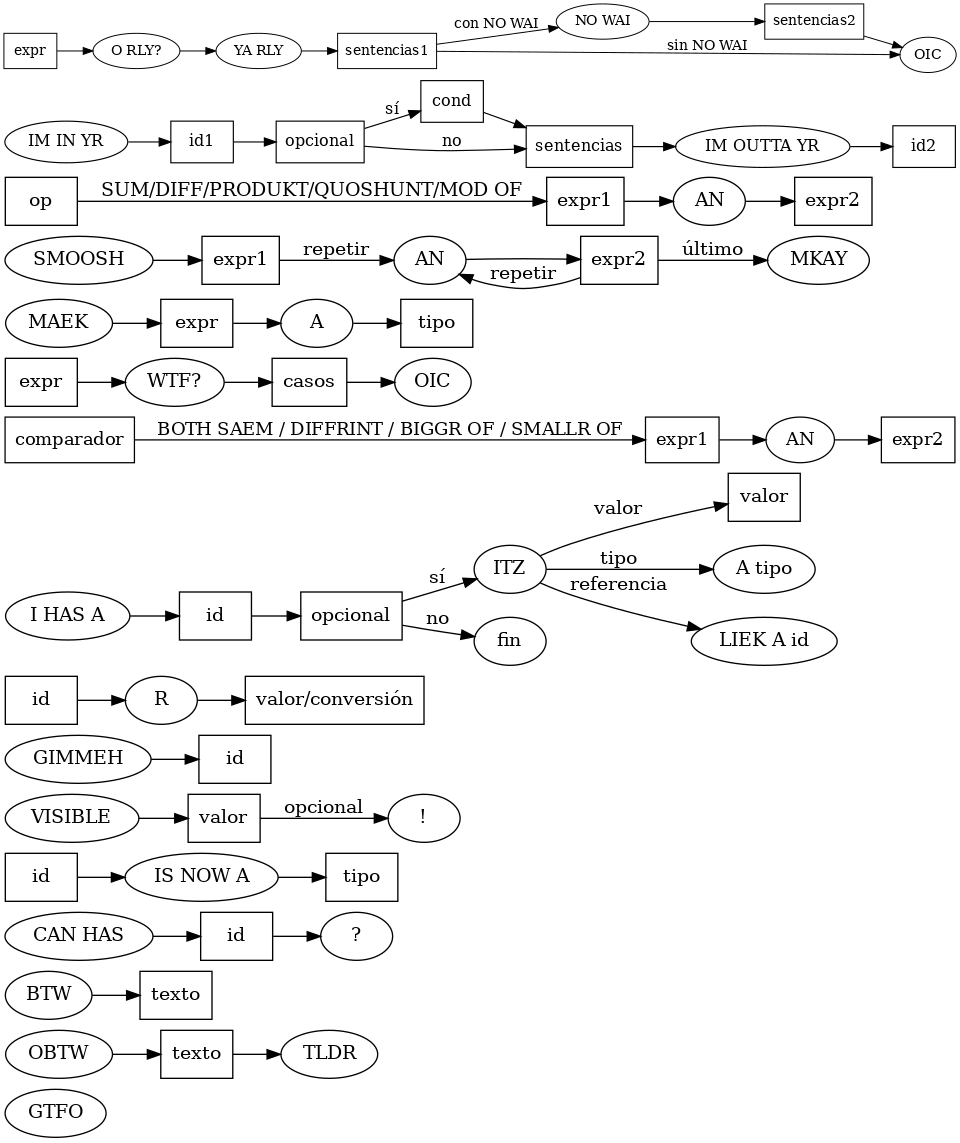 expr O RLY? YA RLY sentencias1 con NO WAI NO WAI sentencias2
sin NO WAI OIC
IM IN YR id1 opcional sí cond
no sentencias IM OUTTA YR id2
op SUM/DIFF/PRODUKT/QUOSHUNT/MOD OF expr1 AN expr2
SMOOSH expr1 repetir AN repetir expr2 último MKAY
MAEK expr A tipo
expr WTF? casos OIC
comparador BOTH SAEM / DIFFRINT / BIGGR OF / SMALLR OF expr1 AN expr2
valor valor
sí ITZ tipo A tipo
referencia
I HAS A id opcional no fin LIEK A id
id R valor/conversión
GIMMEH id
VISIBLE valor opcional !
id IS NOW A tipo
CAN HAS id ?
BTW texto
OBTW texto TLDR
GTFO